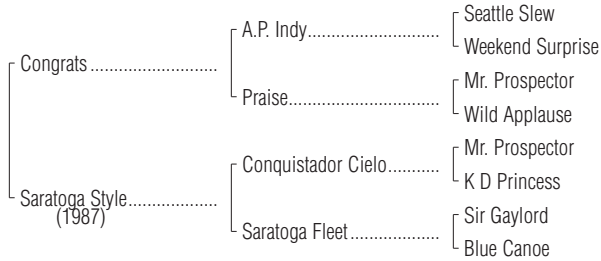 Seattle Slew
A.P. Indy..............................
Weekend Surprise
Congrats .............................
Mr. Prospector
Praise...................................
Wild Applause
Mr. Prospector
Conquistador Cielo...........
K D Princess
Saratoga Style....................
(1987)
Sir Gaylord
Saratoga Fleet....................
Blue Canoe